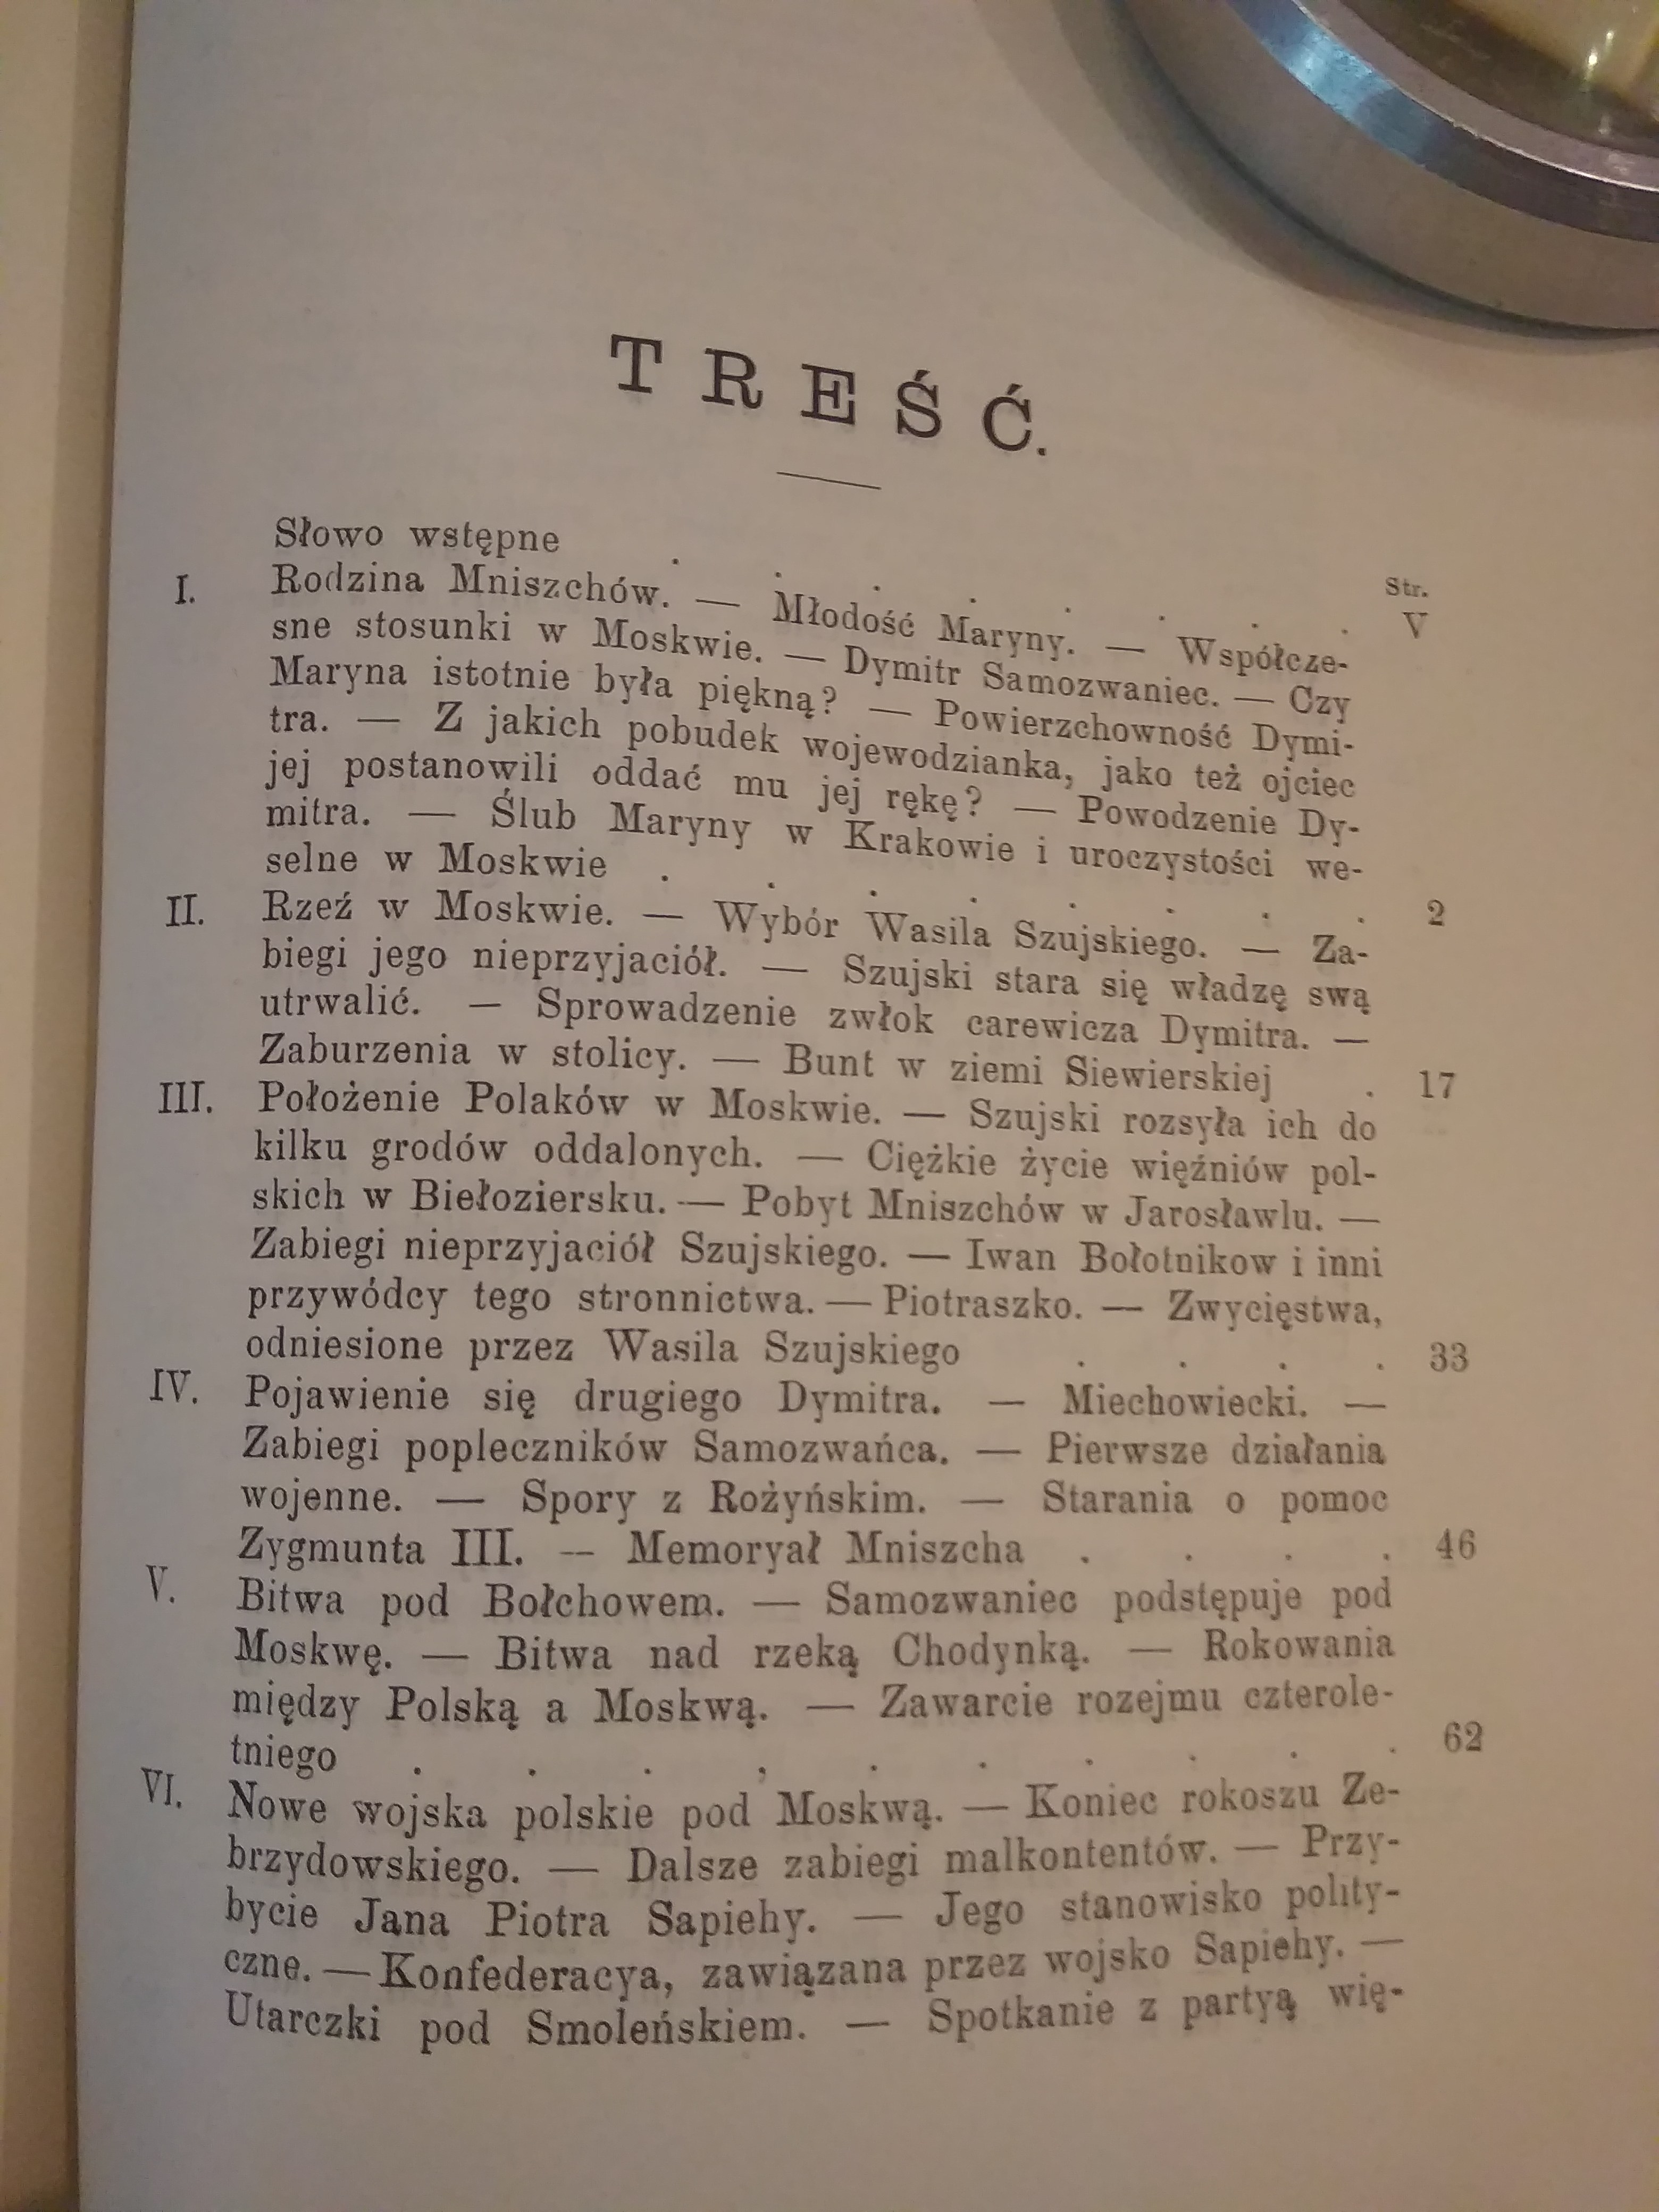 TREŚĆ.
Str.
Słowo wstępne . . . . . . . . V
I. Rodzina Mniszchów. — Młodość Maryny. — Współcze-
sne stosunki w Moskwie. — Dymitr Samozwaniec. — Czy
Maryna istotnie była piękną? — Powierzchowność Dymi-
tra. — Z jakich pobudek wojewodzianka, jako też ojciec
jej postanowili oddać mu jej rękę? — Powodzenie Dy-
mitra. — Ślub Maryny w Krakowie i uroczystości we-
selne w Moskwie . . . . . . . . 2
II. Rzeź w Moskwie. — Wybór Wasila Szujskiego. — Za-
biegi jego nieprzyjaciół. — Szujski stara się władzę swą
utrwalić. — Sprowadzenie zwłok carewicza Dymitra. —
Zaburzenia w stolicy. — Bunt w ziemi Siewierskiej . 17
III. Położenie Polaków w Moskwie. — Szujski rozsyła ich do
kilku grodów oddalonych. — Ciężkie życie więźniów pol-
skich w Biełoziersku. — Pobyt Mniszchów w Jarosławlu. —
Zabiegi nieprzyjaciół Szujskiego. — Iwan Bołotnikow i inni
przywódcy tego stronnictwa. — Piotraszko. — Zwycięstwa,
odniesione przez Wasila Szujskiego . . . . 33
IV. Pojawienie się drugiego Dymitra. — Miechowiecki. —
Zabiegi popleczników Samozwańca. — Pierwsze działania
wojenne. — Spory z Rożyńskim. — Starania o pomoc
Zygmunta III. — Memoryał Mniszcha . . . . 46
V. Bitwa pod Bołchowem. — Samozwaniec podstępuje pod
Moskwę. — Bitwa nad rzeką Chodynką. — Rokowania
między Polską a Moskwą. — Zawarcie rozejmu czterole-
tniego . . . . . . . . . . 62
VI. Nowe wojska polskie pod Moskwą. — Koniec rokoszu Ze-
brzydowskiego. — Dalsze zabiegi malkontentów. — Przy-
bycie Jana Piotra Sapiehy. — Jego stanowisko polity-
czne. — Konfederacya, zawiązana przez wojsko Sapiehy. —
Utarczki pod Smoleńskiem. — Spotkanie z partyą wię-